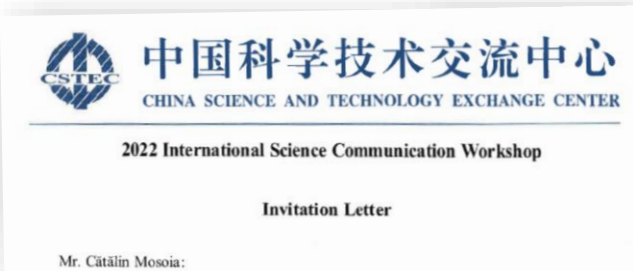 CSTEC
中国科学技术交流中心
CHINA SCIENCE AND TECHNOLOGY EXCHANGE CENTER
2022 International Science Communication Workshop
Invitation Letter
Mr. Cătălin Mosoia: